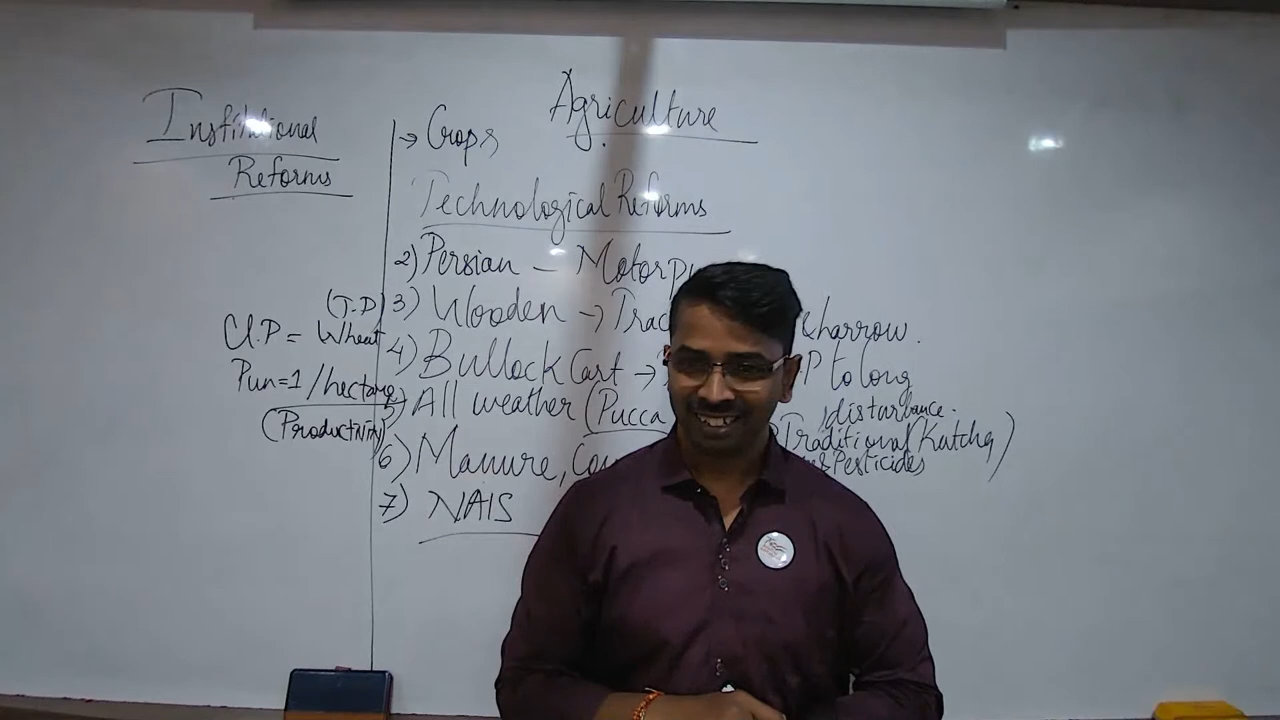 Institutional
Reforms
(T.P)
U.P = Wheat
Pun=1 /hectare
(Productivity)
Agriculture
→ Crops
Technological Reforms
2) Persian – Motorpu
3) Wooden → Trac harrow.
4) Bullock Cart → P to long
disturbance.
5) All weather (Pucca Traditional (Katcha)
6) Manure, Pesticides
7) NAIS